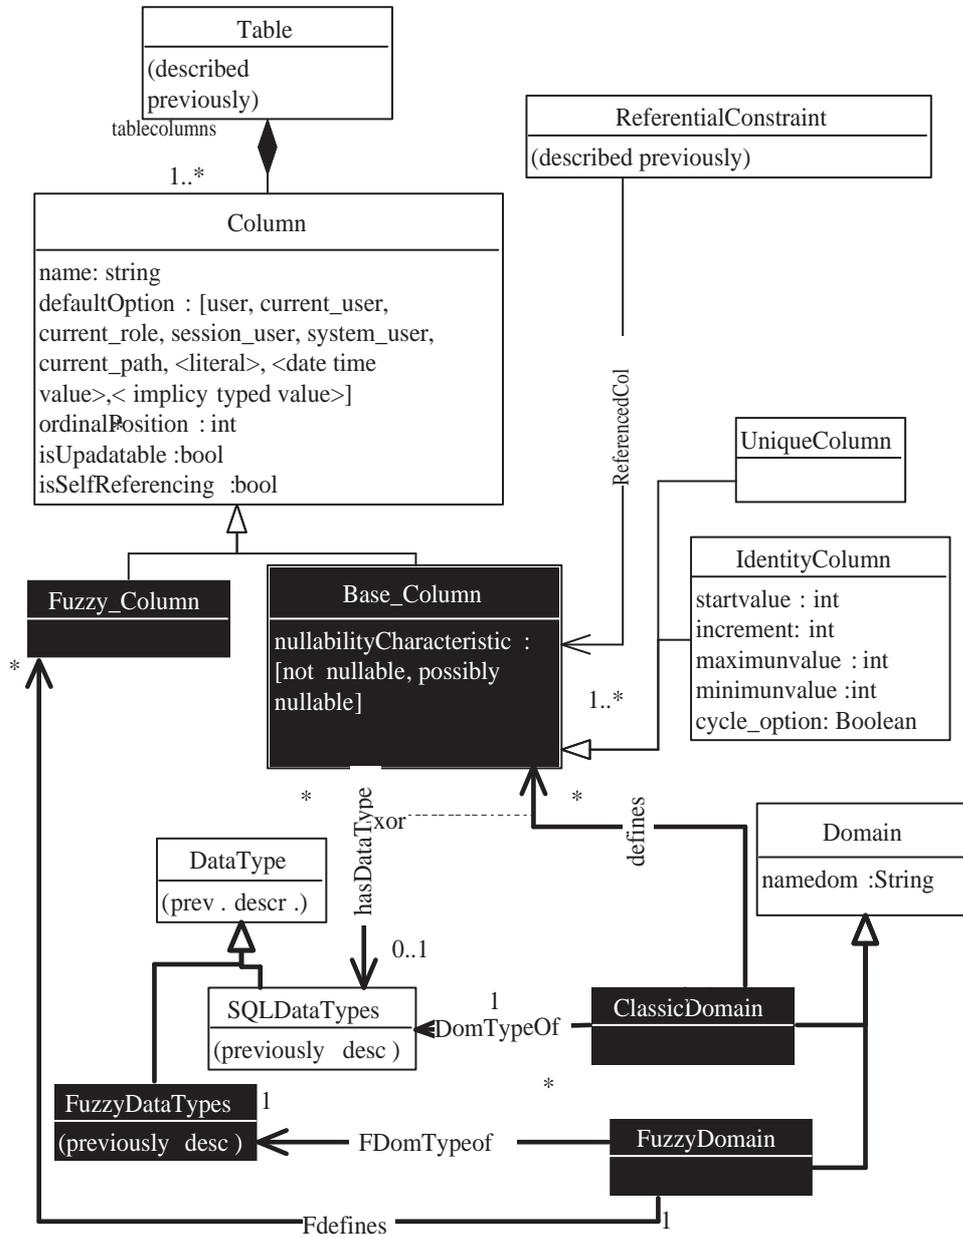 Table
(described
previously)
tablecolumns
1..*
ReferentialConstraint
(described previously)
Column
name: string
defaultOption : [user, current_user,
current_role, session_user, system_user,
current_path, <literal>, <date time
value>,< implicy typed value>]
ordinalPosition : int
*
isUpadatable :bool
isSelfReferencing :bool
ReferencedCol
UniqueColumn
IdentityColumn
startvalue : int
increment: int
maximunvalue : int
minimunvalue :int
cycle_option: Boolean
Fuzzy_Column
*
Base_Column
nullabilityCharacteristic :
[not nullable, possibly
nullable]
1..*
*
hasDataType
xor
*
defines
Domain
namedom :String
DataType
(prev . descr .)
0..1
SQLDataTypes
(previously desc )
1
DomTypeOf
ClassicDomain
*
FuzzyDataTypes
(previously desc )
1
FDomTypeof
FuzzyDomain
Fdefines
1